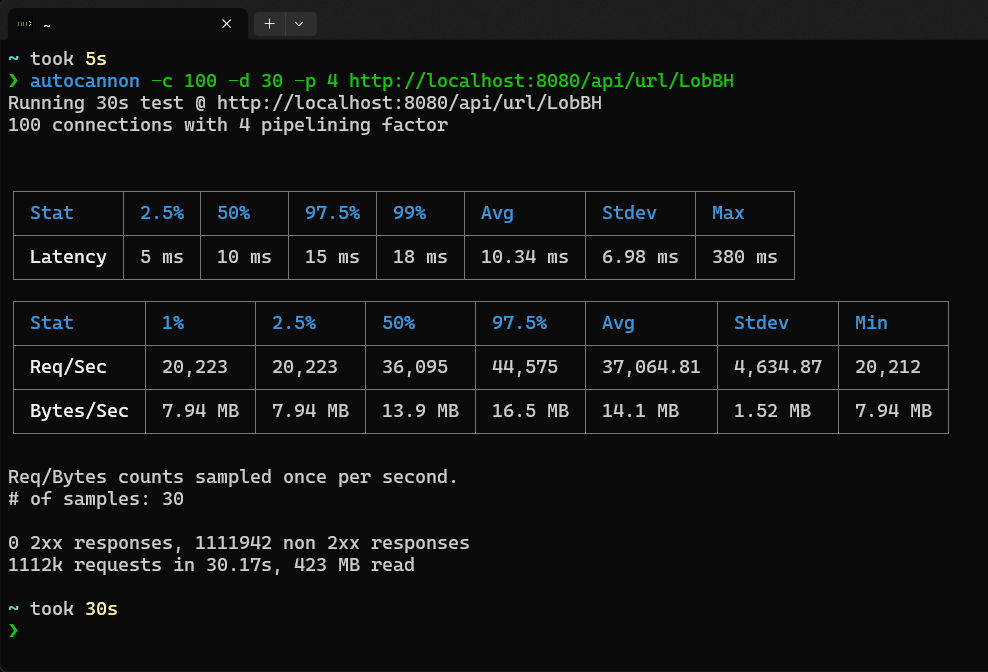 ~
~ took 5s
❯ autocannon -c 100 -d 30 -p 4 http://localhost:8080/api/url/LobBH
Running 30s test @ http://localhost:8080/api/url/LobBH
100 connections with 4 pipelining factor
Stat 2.5% 50% 97.5% 99% Avg Stdev Max
Latency 5 ms 10 ms 15 ms 18 ms 10.34 ms 6.98 ms 380 ms
Stat 1% 2.5% 50% 97.5% Avg Stdev Min
Req/Sec 20,223 20,223 36,095 44,575 37,064.81 4,634.87 20,212
Bytes/Sec 7.94 MB 7.94 MB 13.9 MB 16.5 MB 14.1 MB 1.52 MB 7.94 MB
Req/Bytes counts sampled once per second.
# of samples: 30
0 2xx responses, 1111942 non 2xx responses
1112k requests in 30.17s, 423 MB read
~ took 30s
❯